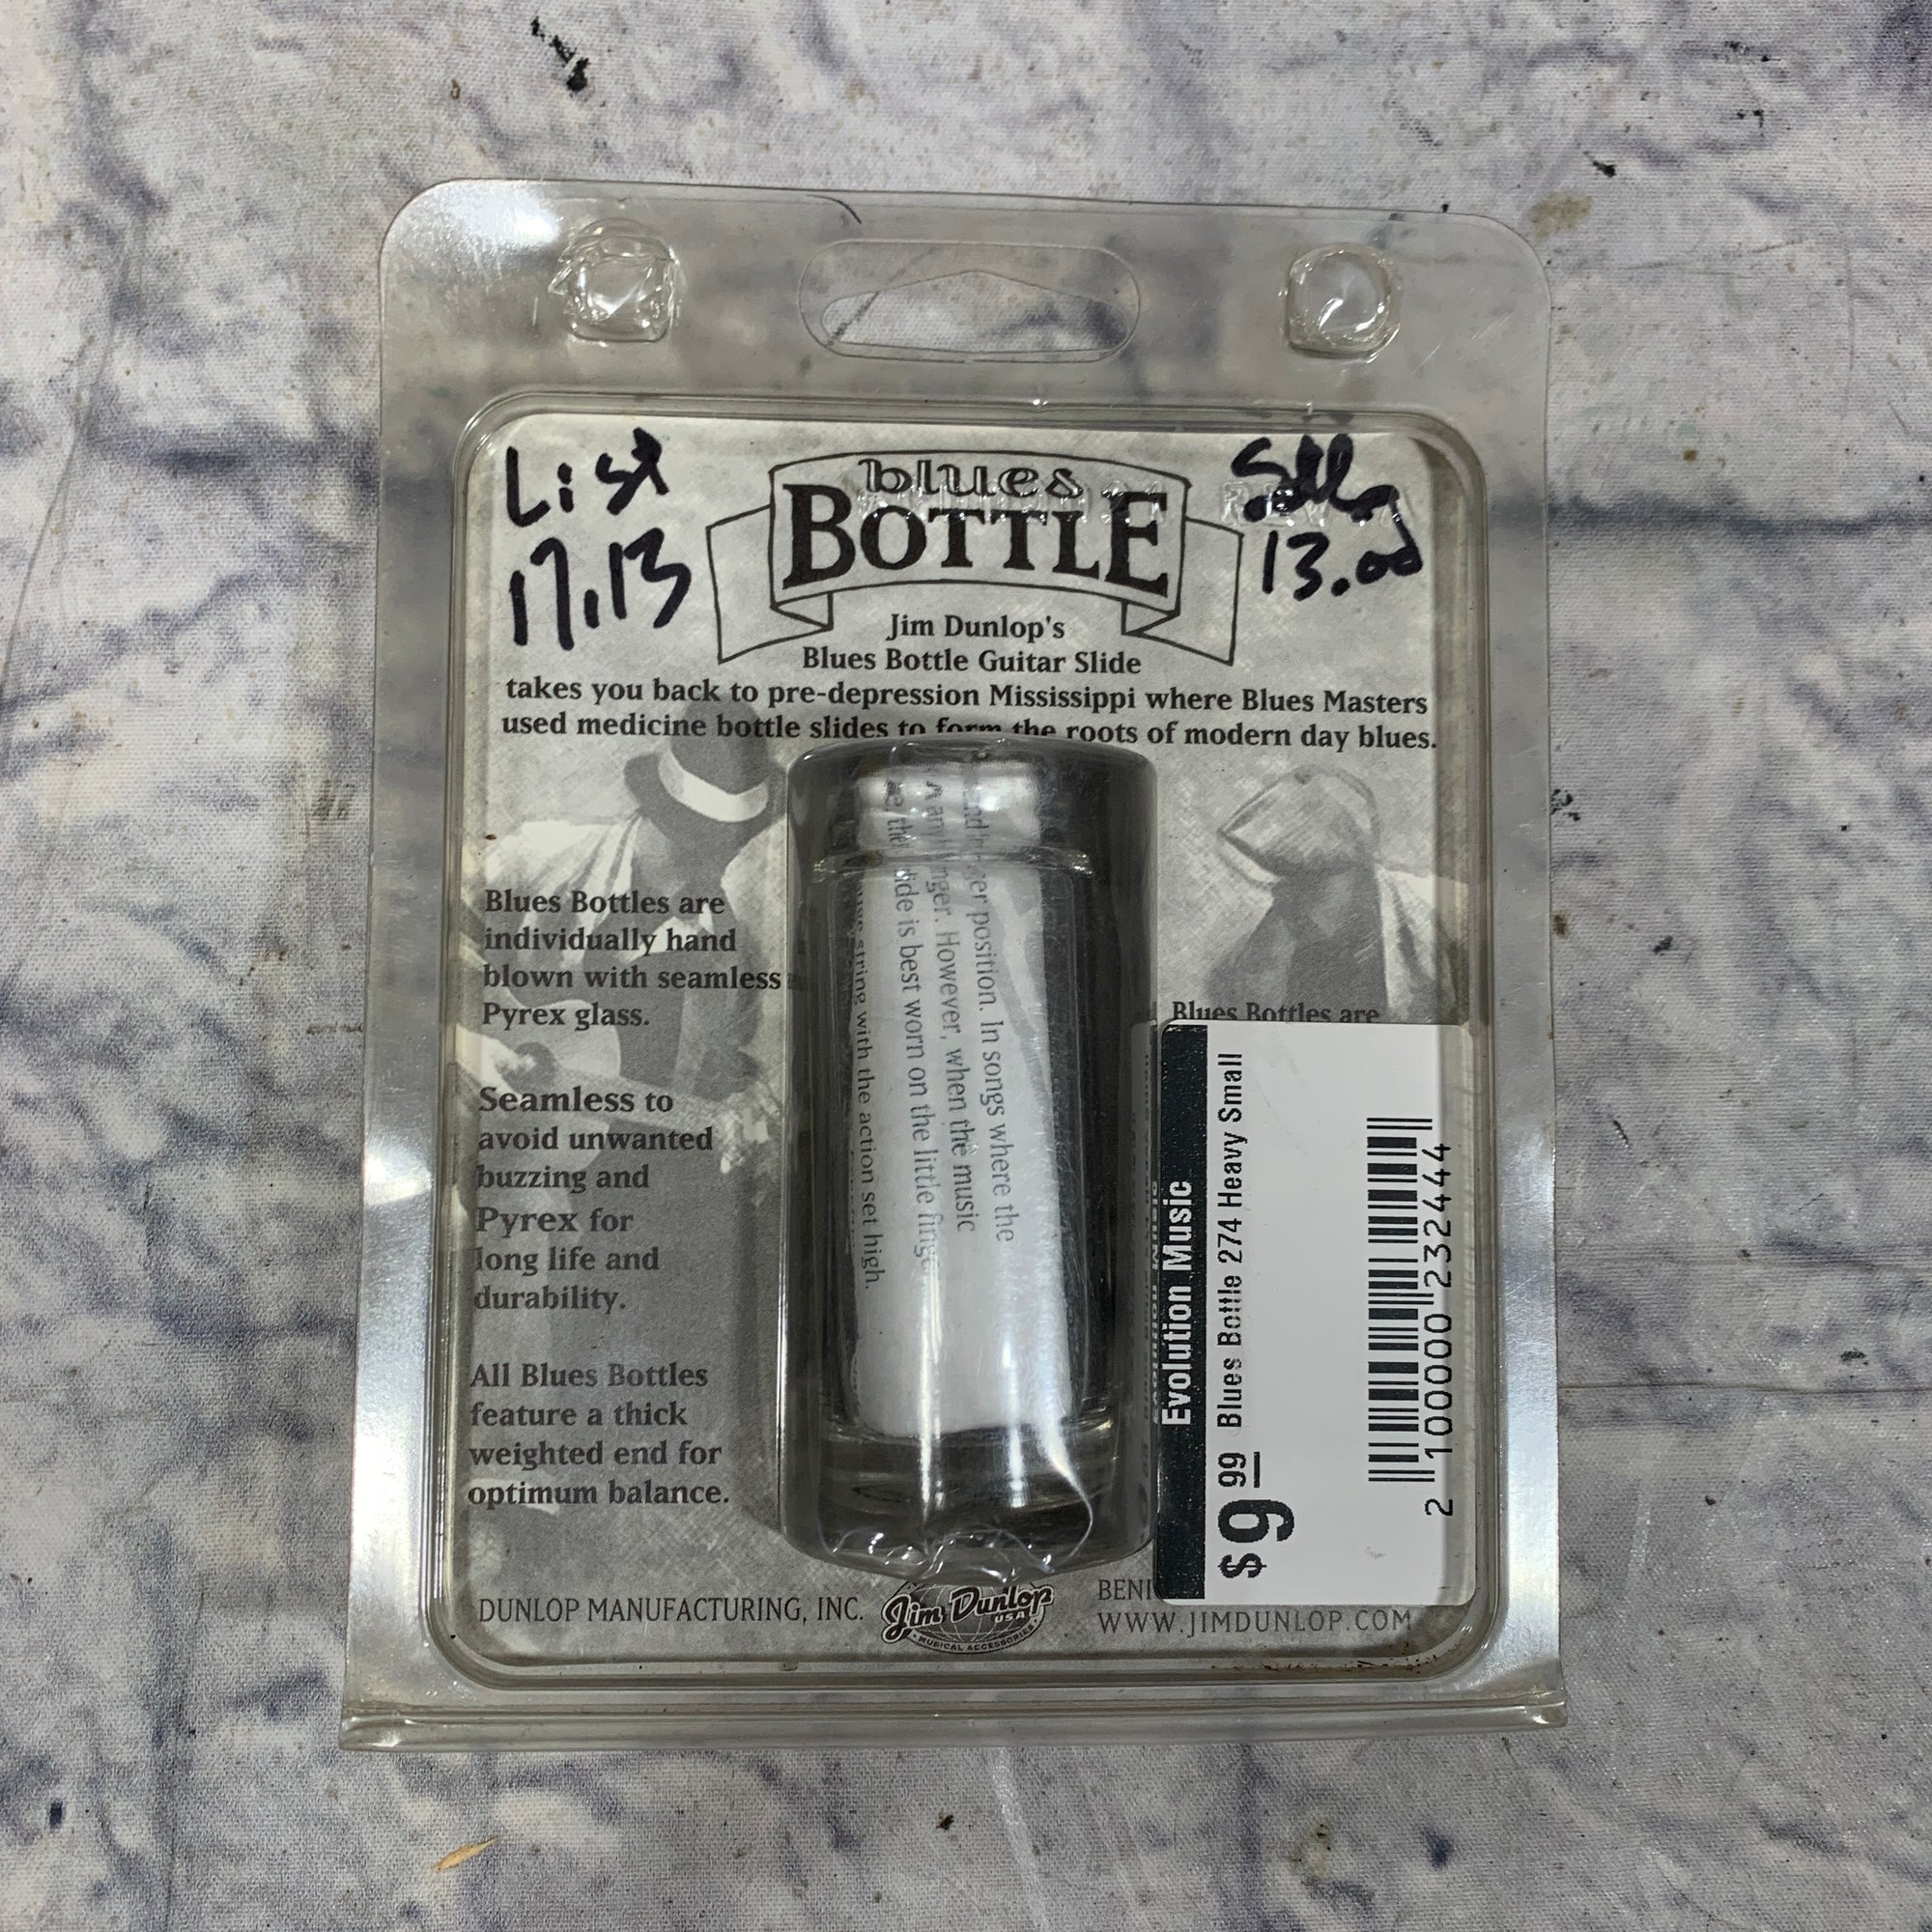 List
17.13
blues
BOTTLE
13.00
Jim Dunlop's
Blues Bottle Guitar Slide
takes you back to pre-depression Mississippi where Blues Masters
used medicine bottle slides to form the roots of modern day blues.
Blues Bottles are
individually hand
blown with seamless
Pyrex glass.
Seamless to
avoid unwanted
buzzing and
Pyrex for
long life and
durability.
All Blues Bottles
feature a thick
weighted end for
optimum balance.
position. In songs where the
However, when the music
is best worn on the little
string with the action set high.
Blues Bottles are
Evolution Music
$9.99 Blues Bottle 274 Heavy Small
2 100000 232444
DUNLOP MANUFACTURING, INC.
Jim Dunlop
USA
MUSICAL ACCESSORIES
WWW.JIMDUNLOP.COM